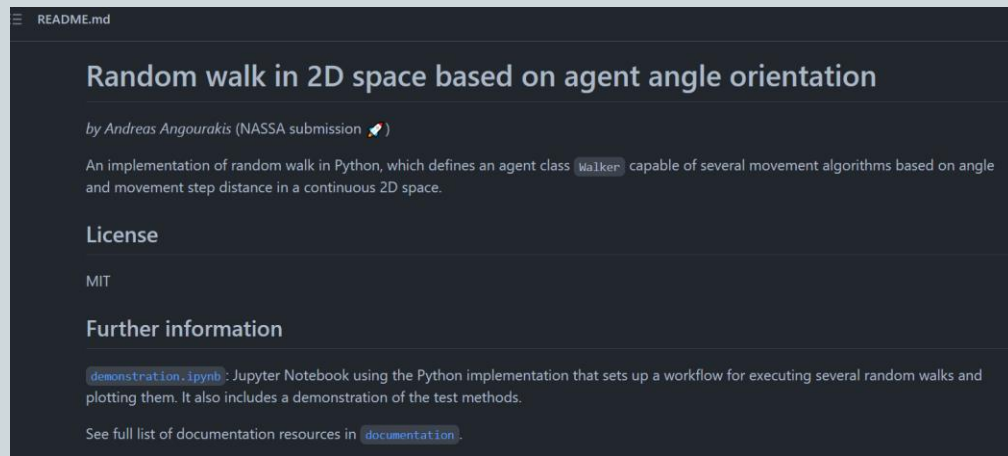 README.md
Random walk in 2D space based on agent angle orientation
by Andreas Angourakis (NASSA submission 🚀)
An implementation of random walk in Python, which defines an agent class Walker capable of several movement algorithms based on angle
and movement step distance in a continuous 2D space.
License
MIT
Further information
demonstration.ipynb: Jupyter Notebook using the Python implementation that sets up a workflow for executing several random walks and
plotting them. It also includes a demonstration of the test methods.
See full list of documentation resources in documentation.